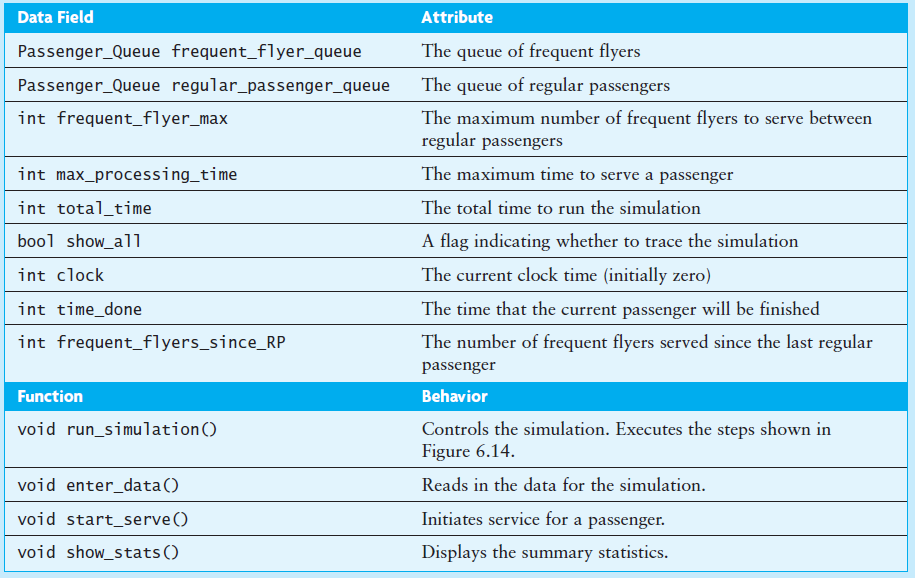 Data Field Attribute
Passenger_Queue frequent_flyer_queue The queue of frequent flyers
Passenger_Queue regular_passenger_queue The queue of regular passengers
int frequent_flyer_max The maximum number of frequent flyers to serve between
regular passengers
int max_processing_time The maximum time to serve a passenger
int total_time The total time to run the simulation
bool show_all A flag indicating whether to trace the simulation
int clock The current clock time (initially zero)
int time_done The time that the current passenger will be finished
int frequent_flyers_since_RP The number of frequent flyers served since the last regular
passenger
Function Behavior
void run_simulation() Controls the simulation. Executes the steps shown in
Figure 6.14.
void enter_data() Reads in the data for the simulation.
void start_serve() Initiates service for a passenger.
void show_stats() Displays the summary statistics.